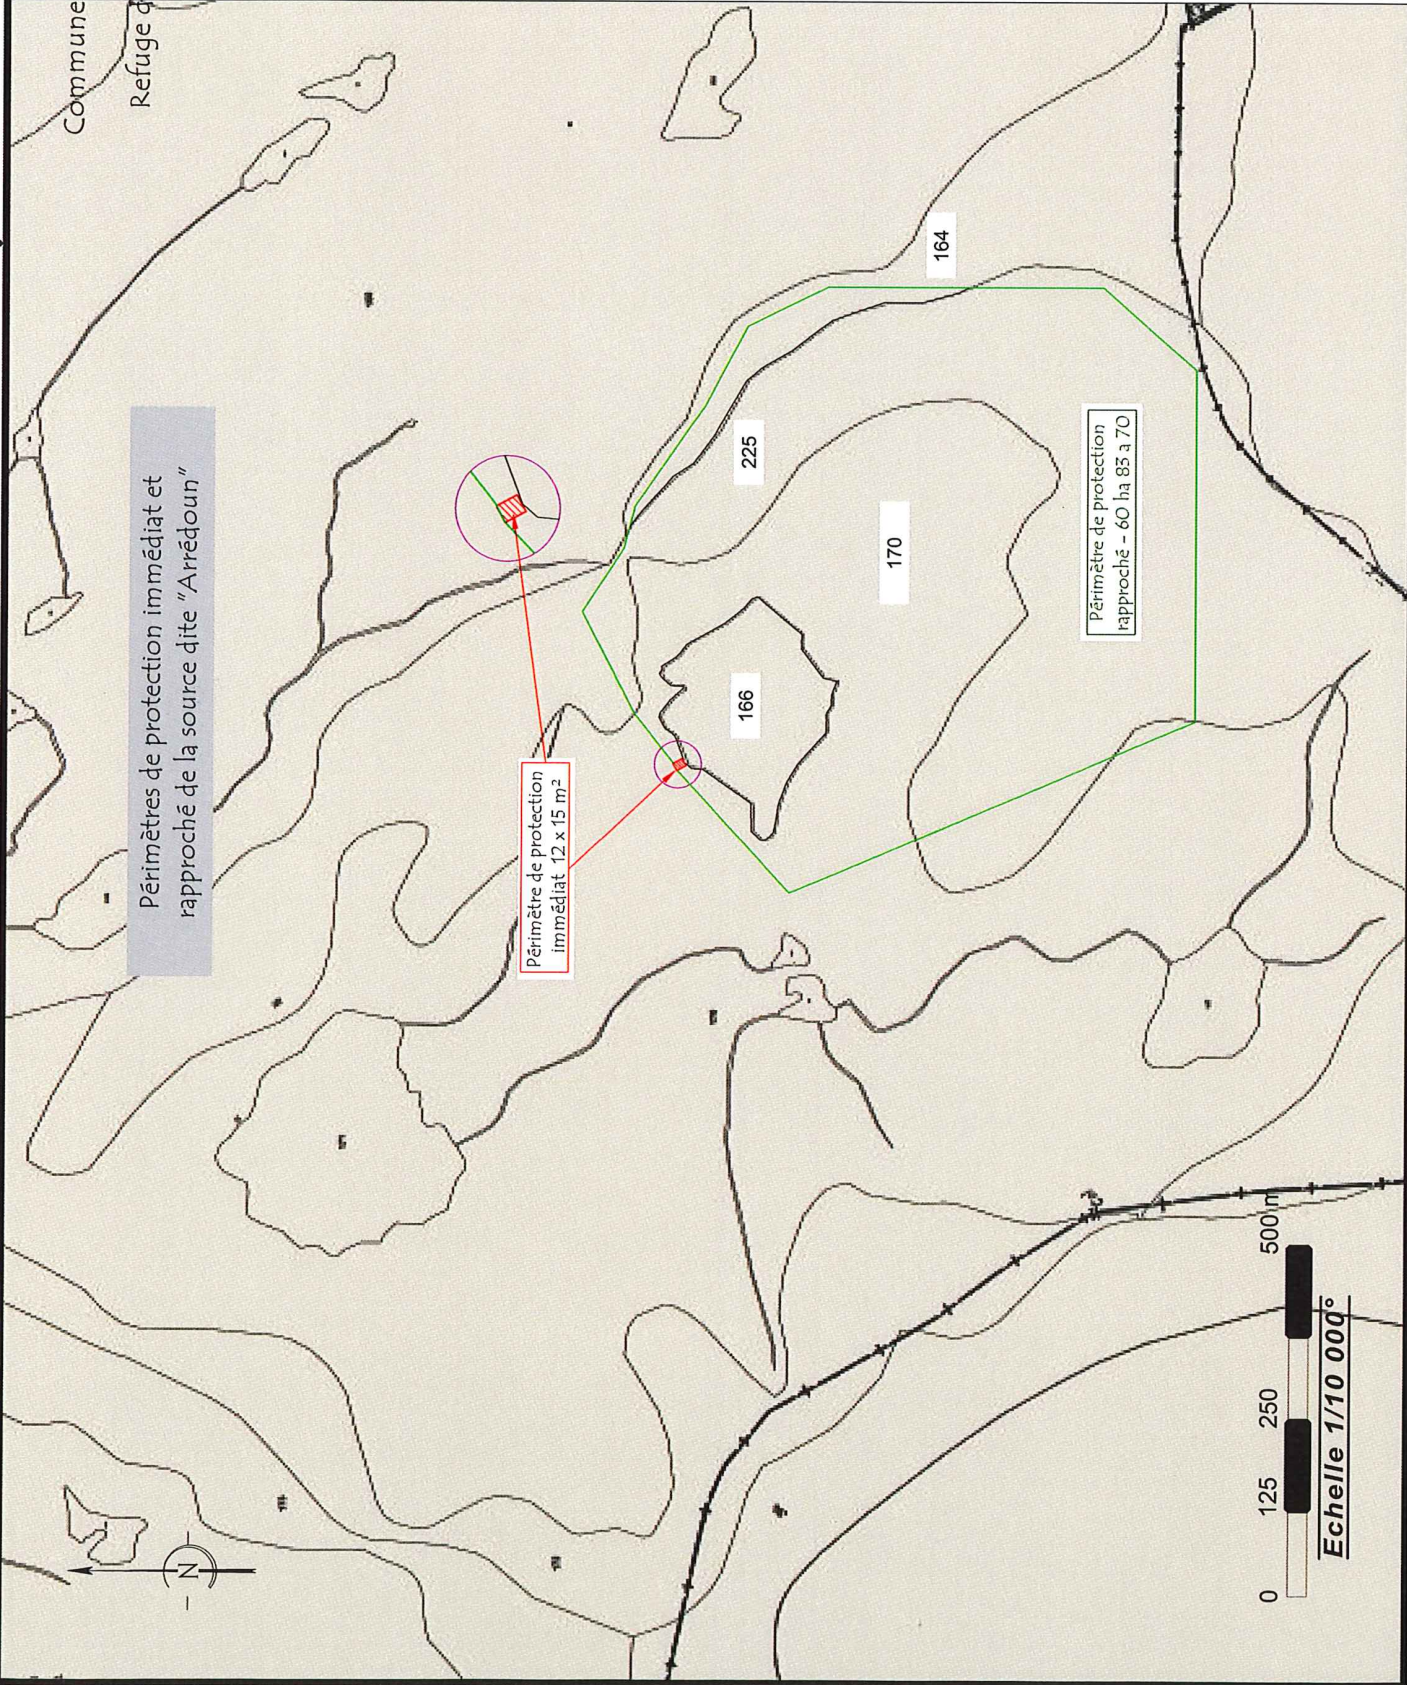 Commune
Refuge d
Périmètres de protection immédiat et
rapproché de la source dite "Arrédoun"
Périmètre de protection
immédiat 12 x 15 m²
164
225
170
166
Périmètre de protection
rapproché - 60 ha 83 a 70
N
0 125 250 500 m
Echelle 1/10 000°